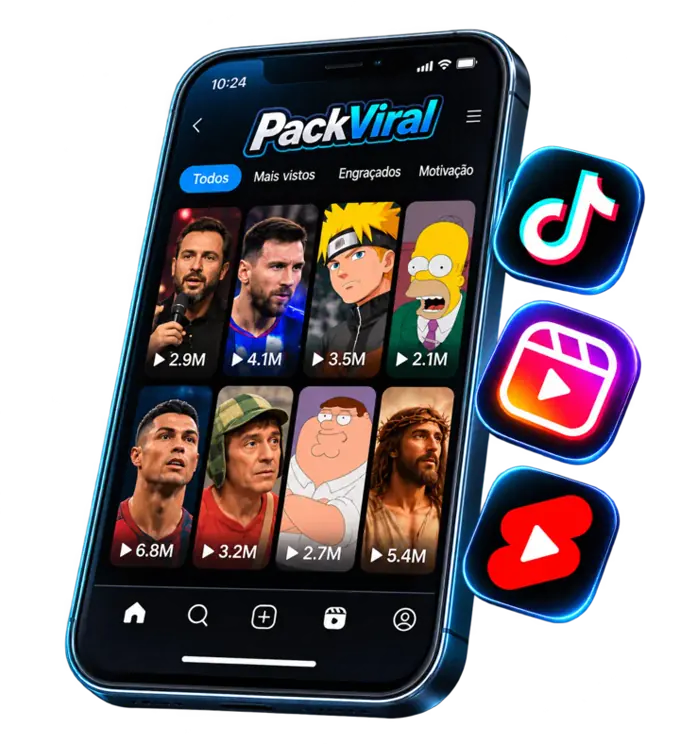 10:24
PackViral
Todos Mais vistos Engraçados Motivação
2.9M 4.1M 3.5M 2.1M
6.8M 3.2M 2.7M 5.4M